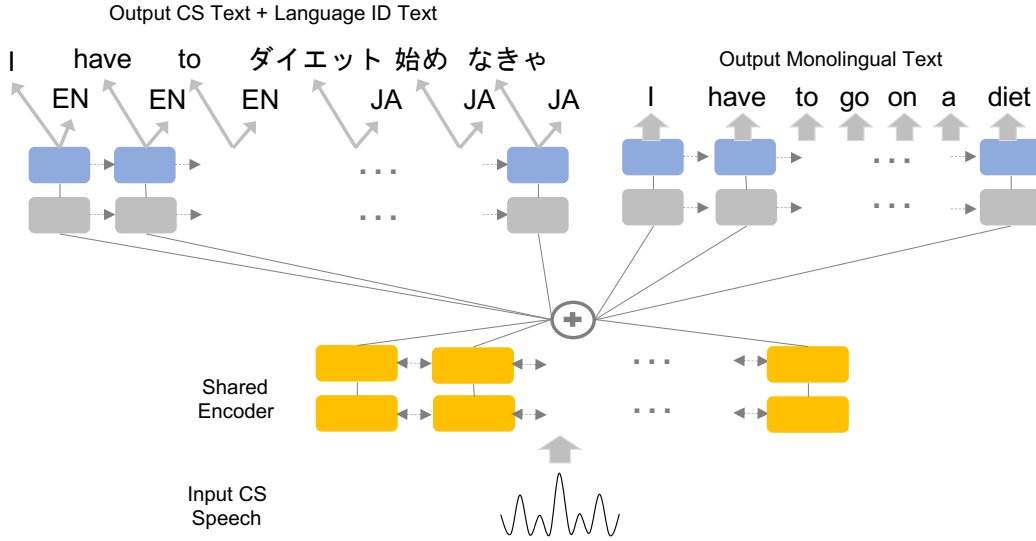 Output CS Text + Language ID Text
I have to ダイエット 始め なきゃ
EN EN EN JA JA JA
...
...
Output Monolingual Text
I have to go on a diet
...
...
Shared
Encoder
...
...
Input CS
Speech